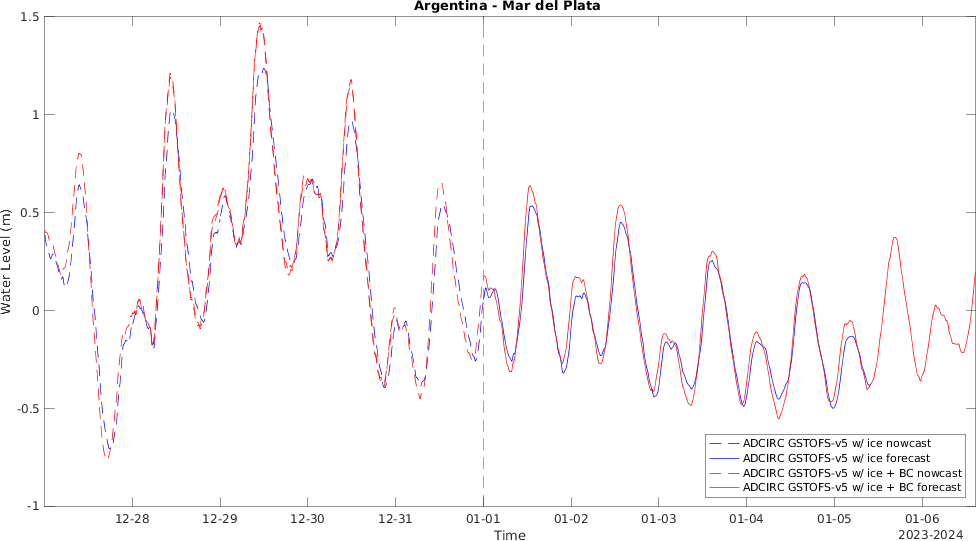 Argentina - Mar del Plata
1.5
1
0.5
0
-0.5
-1
Water Level (m)
12-28
12-29
12-30
12-31
01-01
01-02
01-03
01-04
01-05
01-06
Time
2023-2024
ADCIRC GSTOFS-v5 w/ ice nowcast
ADCIRC GSTOFS-v5 w/ ice forecast
ADCIRC GSTOFS-v5 w/ ice + BC nowcast
ADCIRC GSTOFS-v5 w/ ice + BC forecast